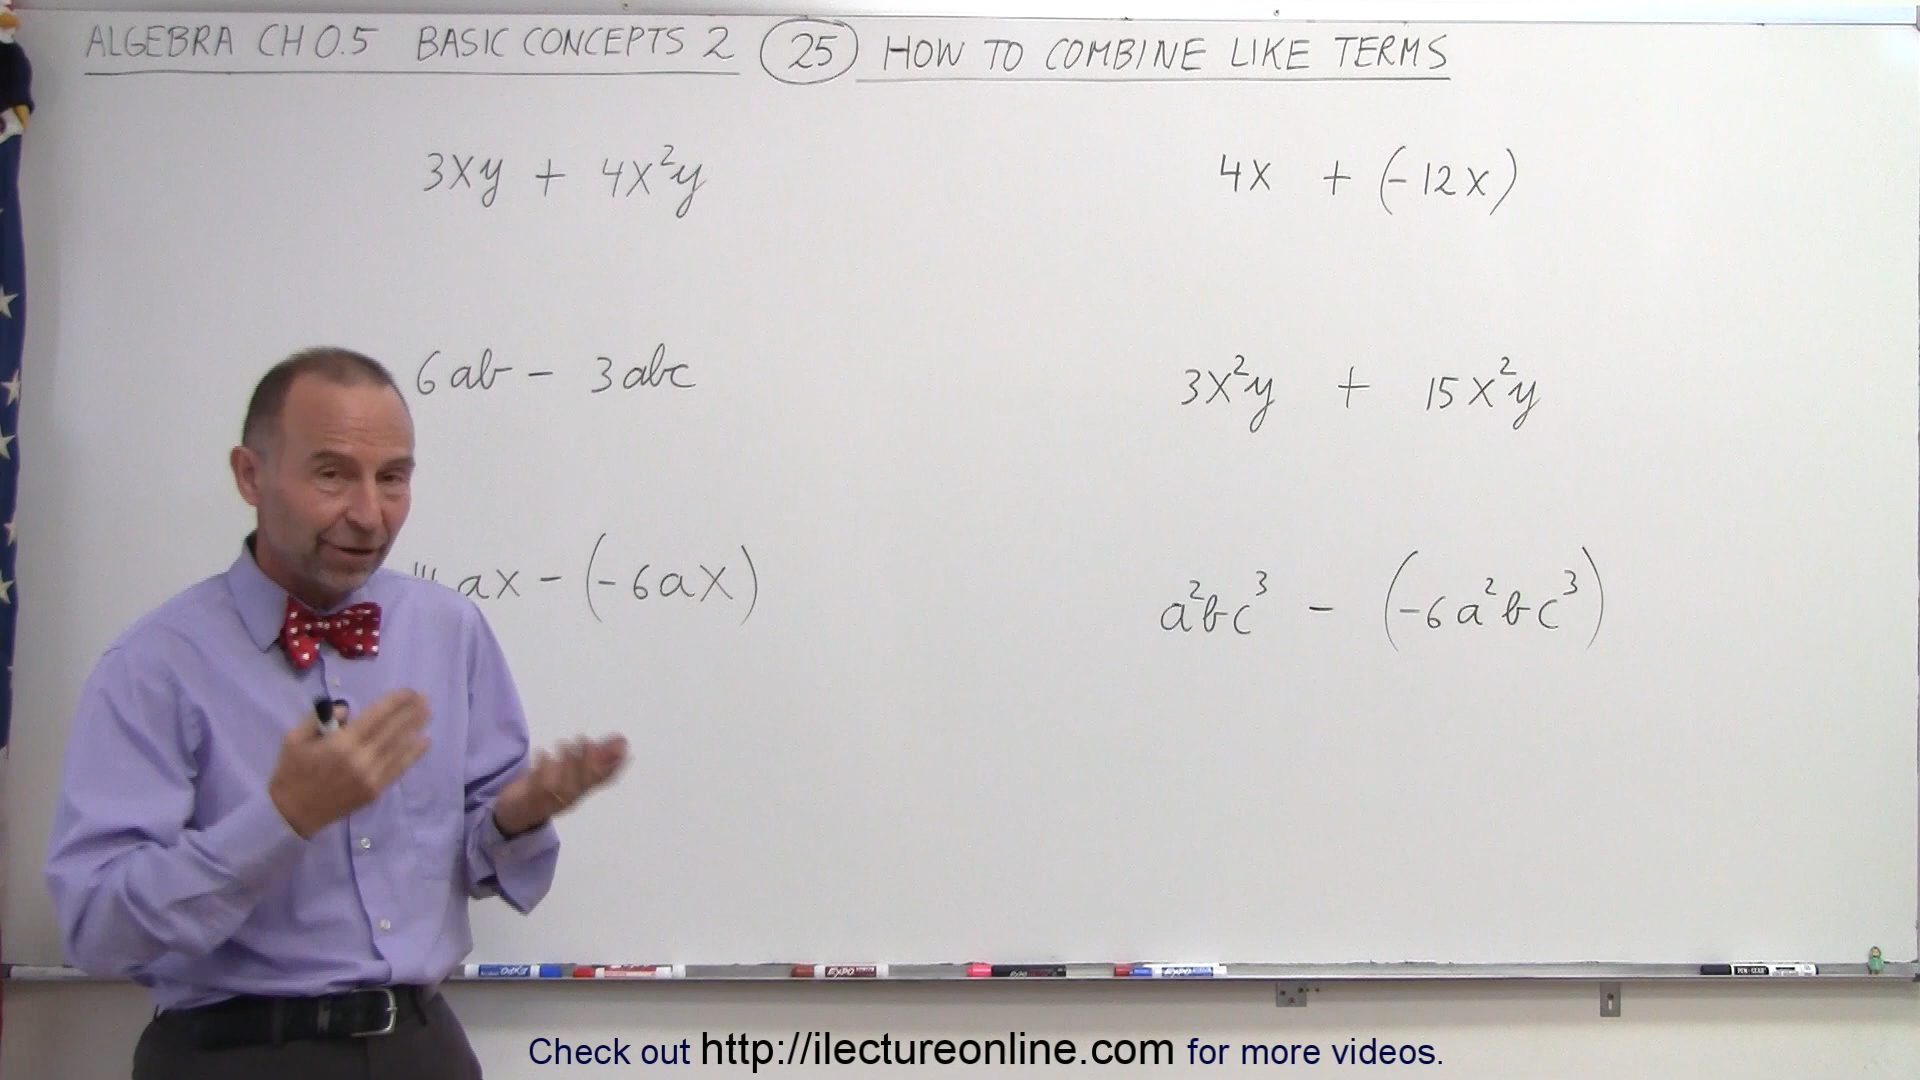 ALGEBRA CH 0.5 BASIC CONCEPTS 2 (25) HOW TO COMBINE LIKE TERMS
3xy + 4x²y
4x + (-12x)
6ab - 3abc
3x²y + 15x²y
ax - (-6ax)
a²bc³ - (-6a²bc³)
EXPO
Check out http://ilectureonline.com for more videos.